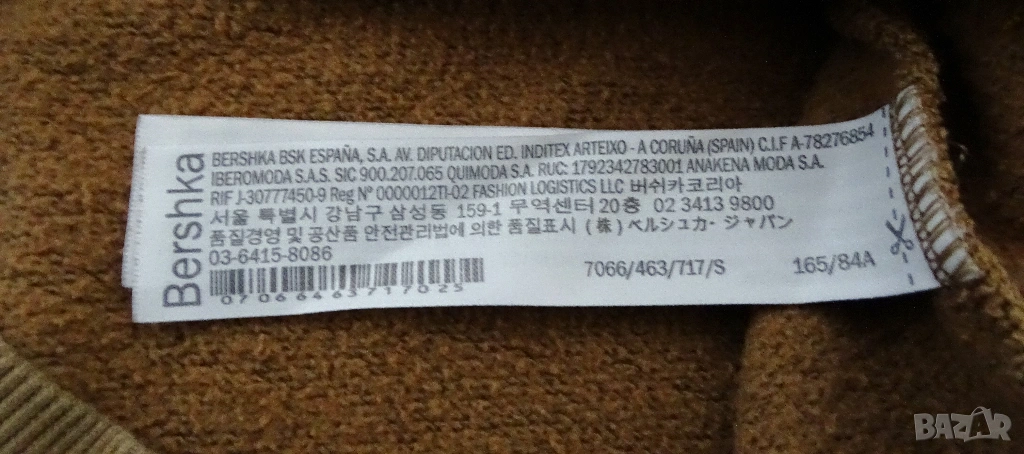 Bershka
BERSHKA BSK ESPAÑA, S.A. AV. DIPUTACION ED. INDITEX ARTEIXO - A CORUÑA (SPAIN) C.I.F A-78276854
IBEROMODA S.A.S. SIC 900.207.065 QUIMODA S.A. RUC: 1792342783001 ANAKENA MODA S.A.
RIF J-30777450-9 Reg Nº 0000012TI-02 FASHION LOGISTICS LLC 버쉬카코리아
서울 특별시 강남구 삼성동 159-1 무역센터 20층 02 3413 9800
품질경영 및 공산품 안전관리법에 의한 품질표시 (株) ベルシュカ・ジャパン
03-6415-8086
07066463717025
7066/463/717/S
165/84A
BAZAR